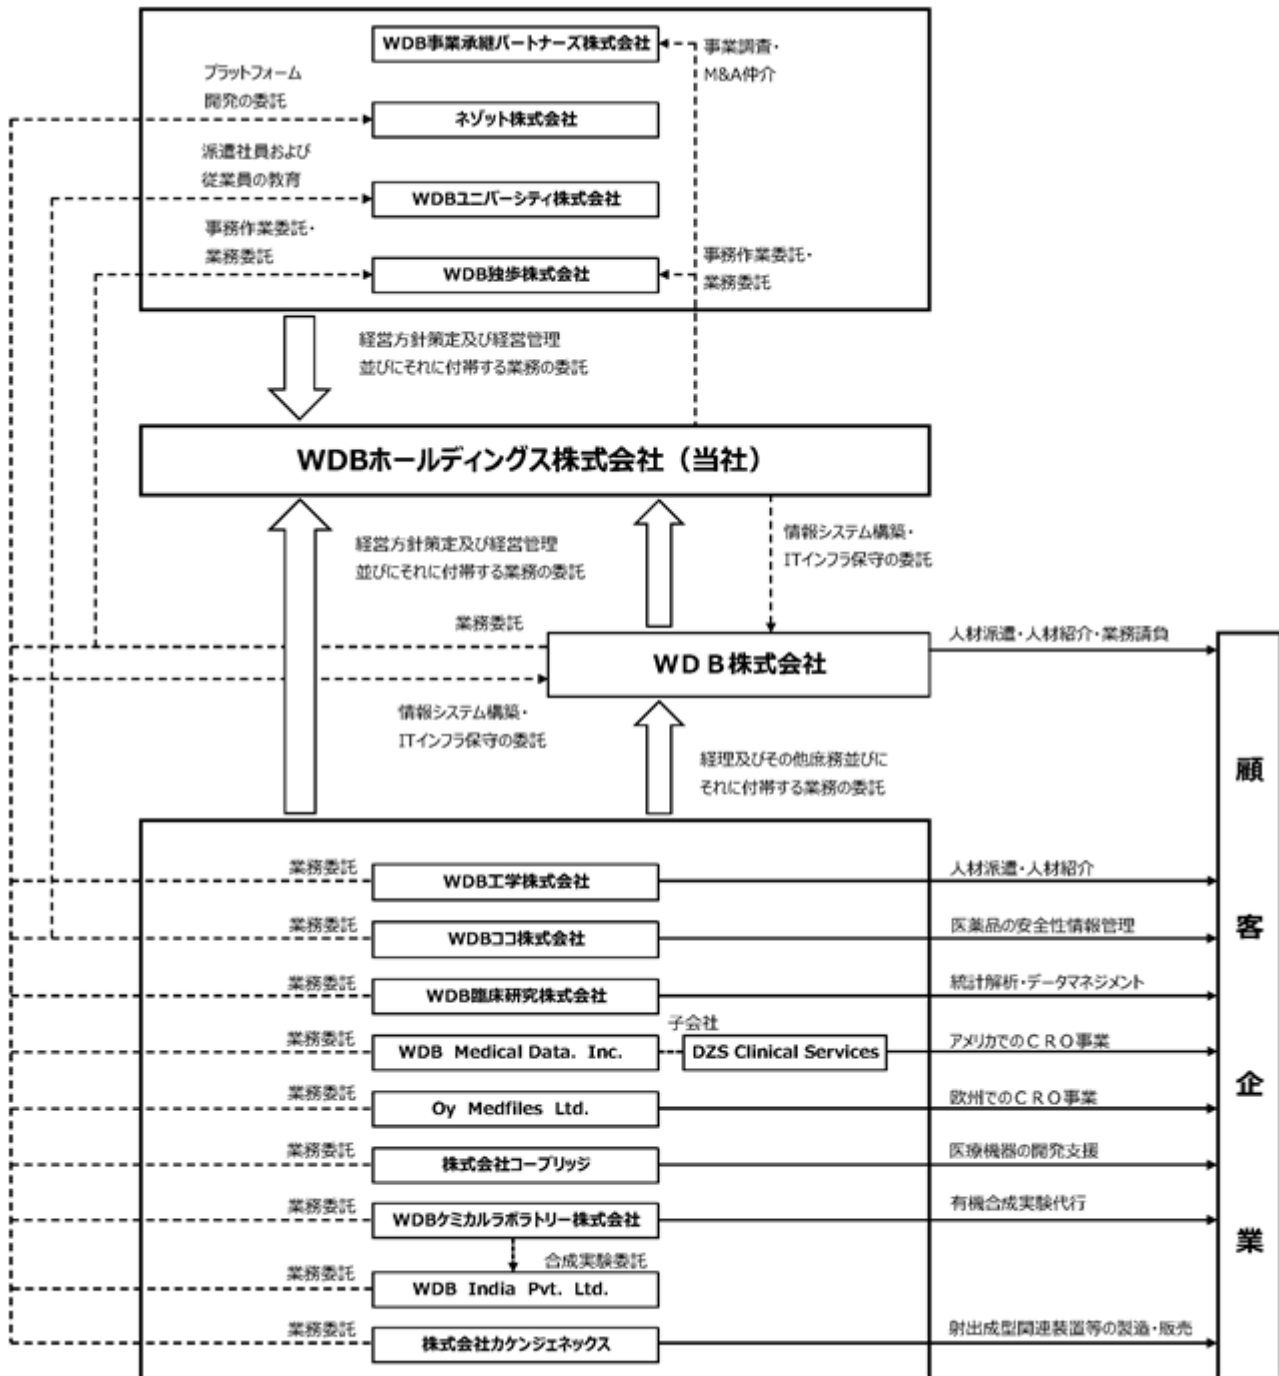 WDB事業承継パートナーズ株式会社
事業調査・
M&A仲介
プラットフォーム
開発の委託
ネゾット株式会社
派遣社員および
従業員の教育
WDBユニバーシティ株式会社
事務作業委託・
業務委託
WDB独歩株式会社
事務作業委託・
業務委託
経営方針策定及び経営管理
並びにそれに付帯する業務の委託
WDBホールディングス株式会社（当社）
経営方針策定及び経営管理
並びにそれに付帯する業務の委託
情報システム構築・
ITインフラ保守の委託
業務委託
WDB株式会社
人材派遣・人材紹介・業務請負
情報システム構築・
ITインフラ保守の委託
経理及びその他庶務並びに
それに付帯する業務の委託
顧客企業
業務委託
WDB工学株式会社
人材派遣・人材紹介
業務委託
WDBココ株式会社
医薬品の安全性情報管理
業務委託
WDB臨床研究株式会社
統計解析・データマネジメント
業務委託
WDB Medical Data. Inc.
子会社
DZS Clinical Services
アメリカでのCRO事業
業務委託
Oy Medfiles Ltd.
欧州でのCRO事業
業務委託
株式会社コーブリッジ
医療機器の開発支援
業務委託
WDBケミカルラボラトリー株式会社
有機合成実験代行
合成実験委託
業務委託
WDB India Pvt. Ltd.
業務委託
株式会社カケンジェネックス
射出成型関連装置等の製造・販売